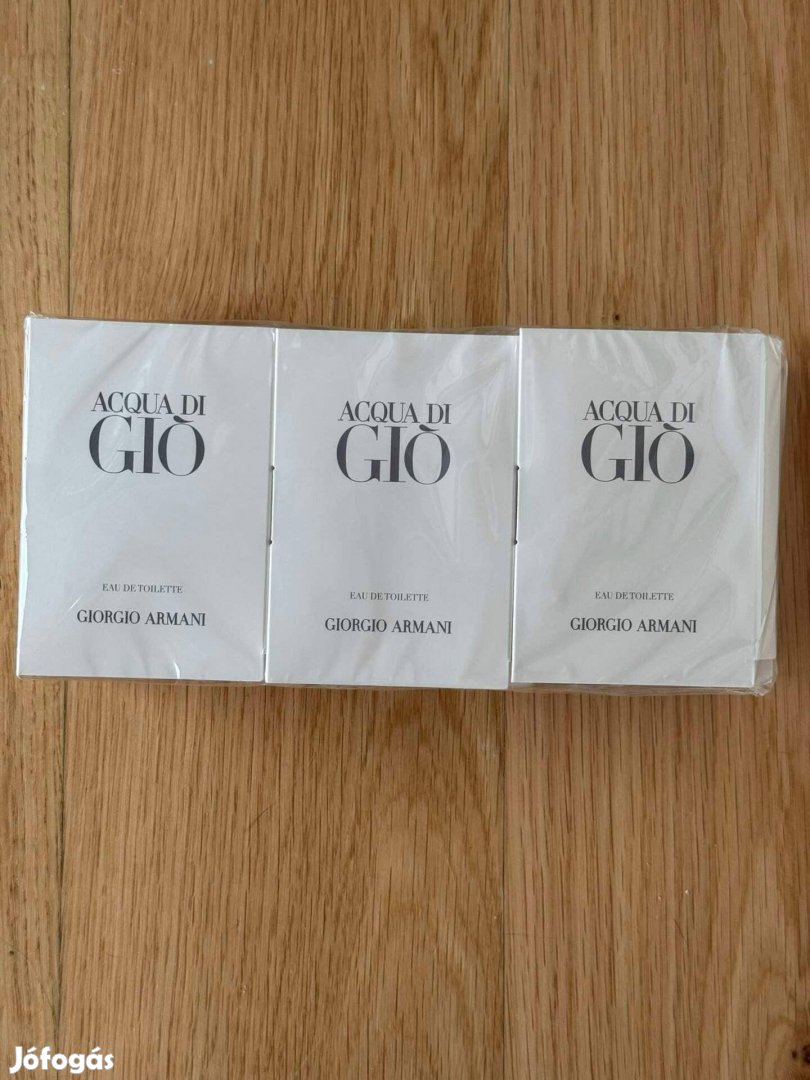 ACQUA DI
GIÒ
EAU DE TOILETTE
GIORGIO ARMANI
ACQUA DI
GIÒ
EAU DE TOILETTE
GIORGIO ARMANI
ACQUA DI
GIÒ
EAU DE TOILETTE
GIORGIO ARMANI
Jófogás